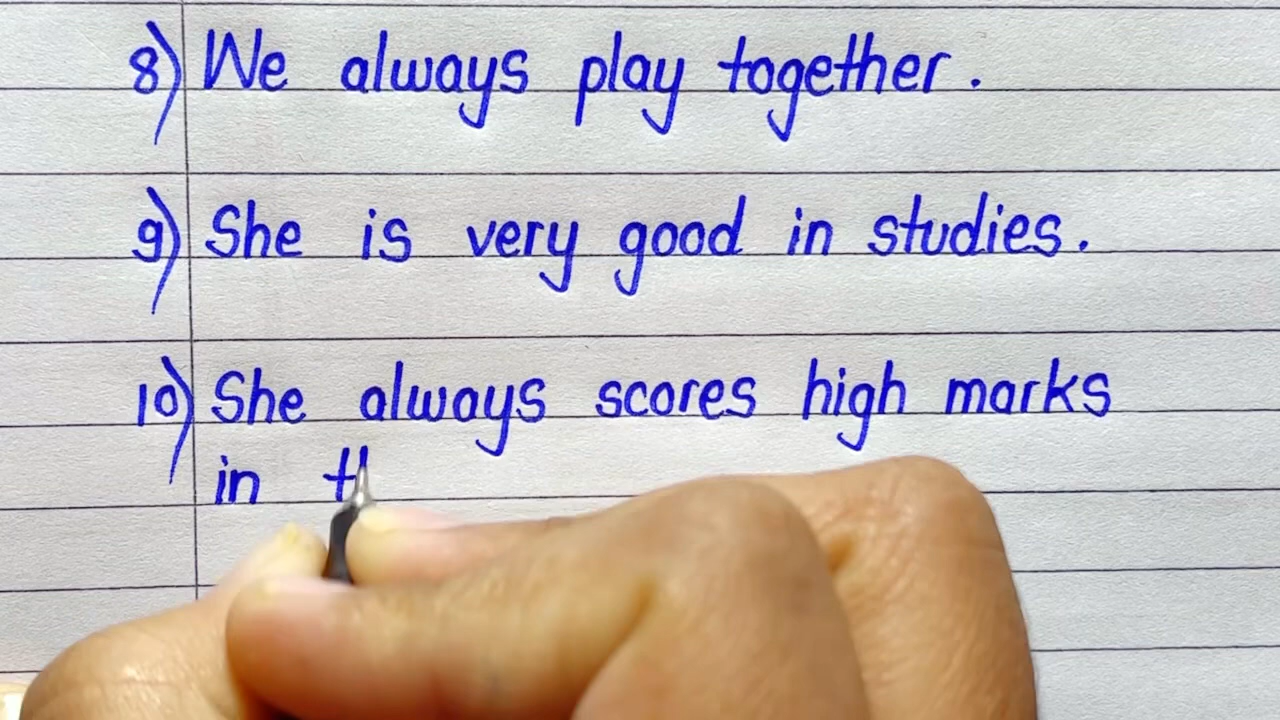 8) We always play together.
9) She is very good in studies.
10) She always scores high marks
in